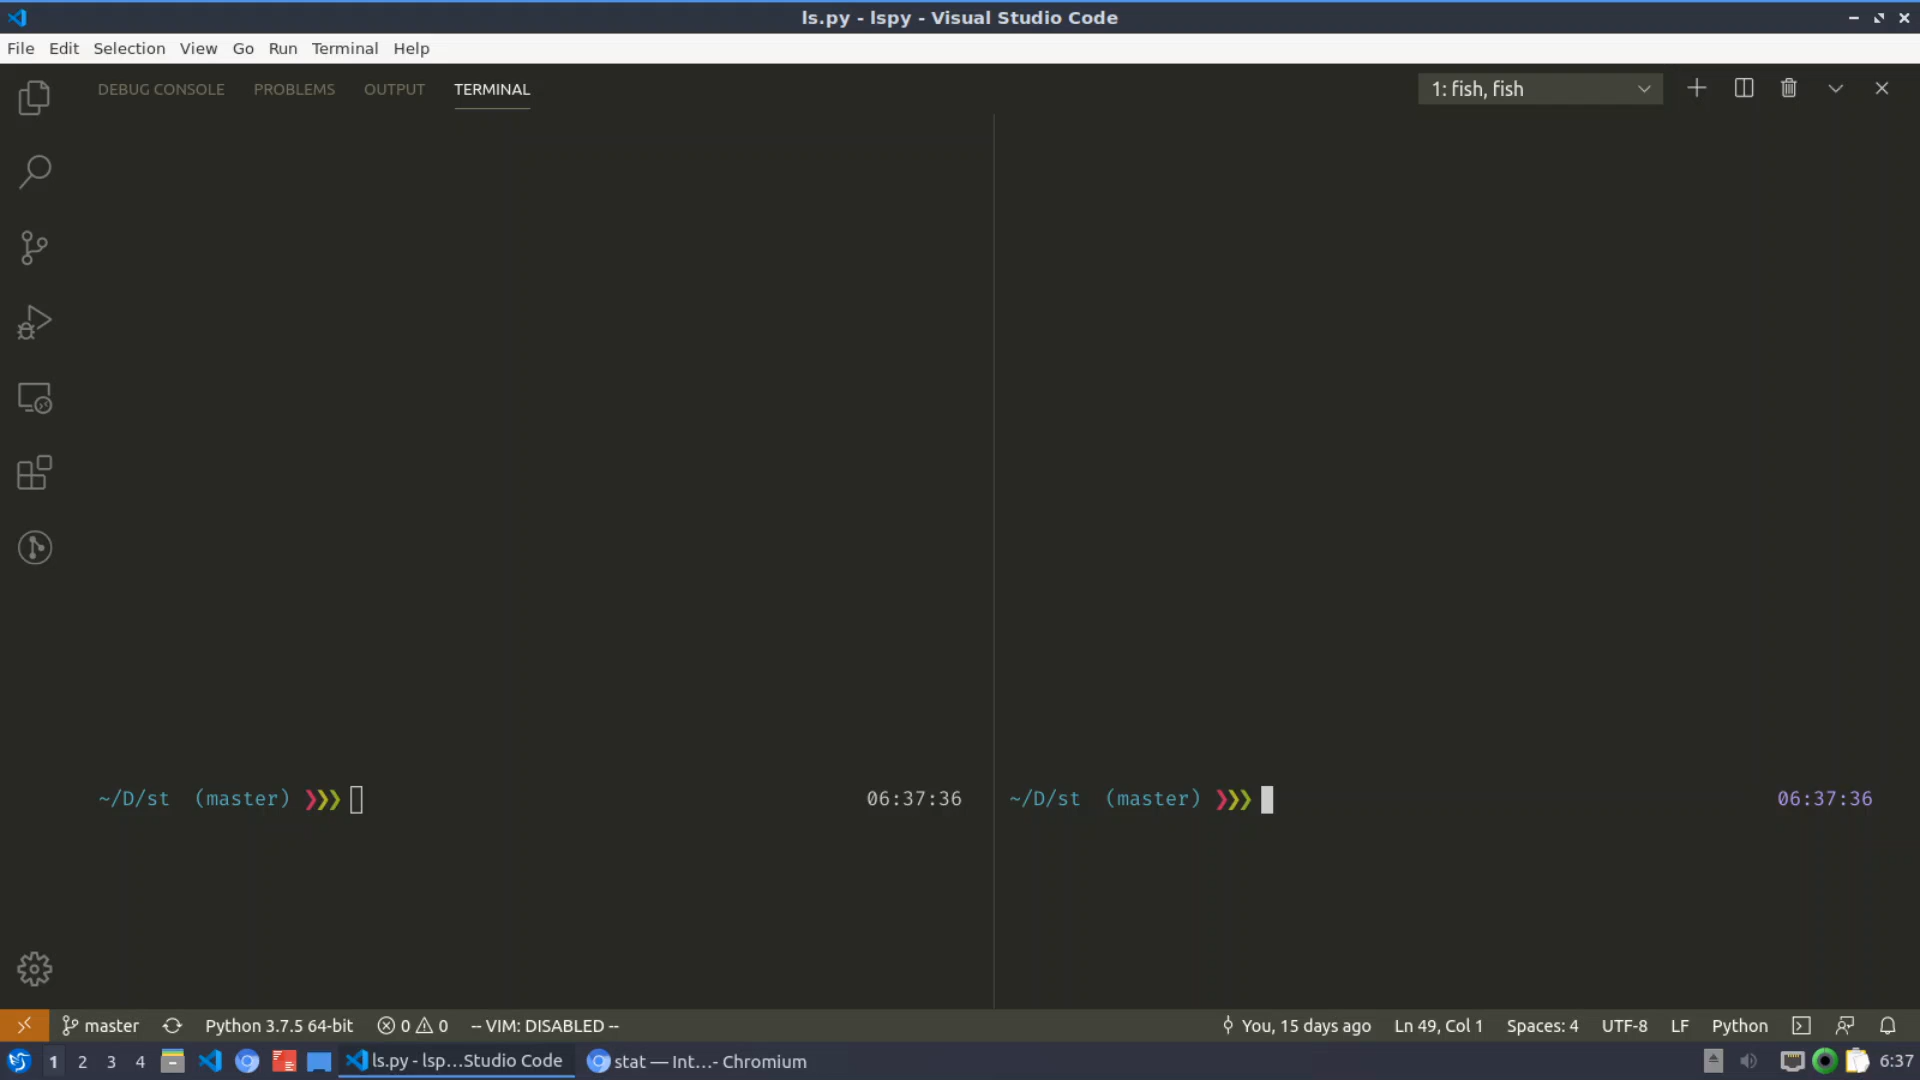 ls.py - lspy - Visual Studio Code
File Edit Selection View Go Run Terminal Help
DEBUG CONSOLE PROBLEMS OUTPUT TERMINAL
1: fish, fish
~/D/st (master) ❯❯❯ 06:37:36
~/D/st (master) ❯❯❯ 06:37:36
master Python 3.7.5 64-bit 0 0 -- VIM: DISABLED -- You, 15 days ago Ln 49, Col 1 Spaces: 4 UTF-8 LF Python
1 2 3 4 ls.py - lsp...Studio Code stat — Int...- Chromium 6:37